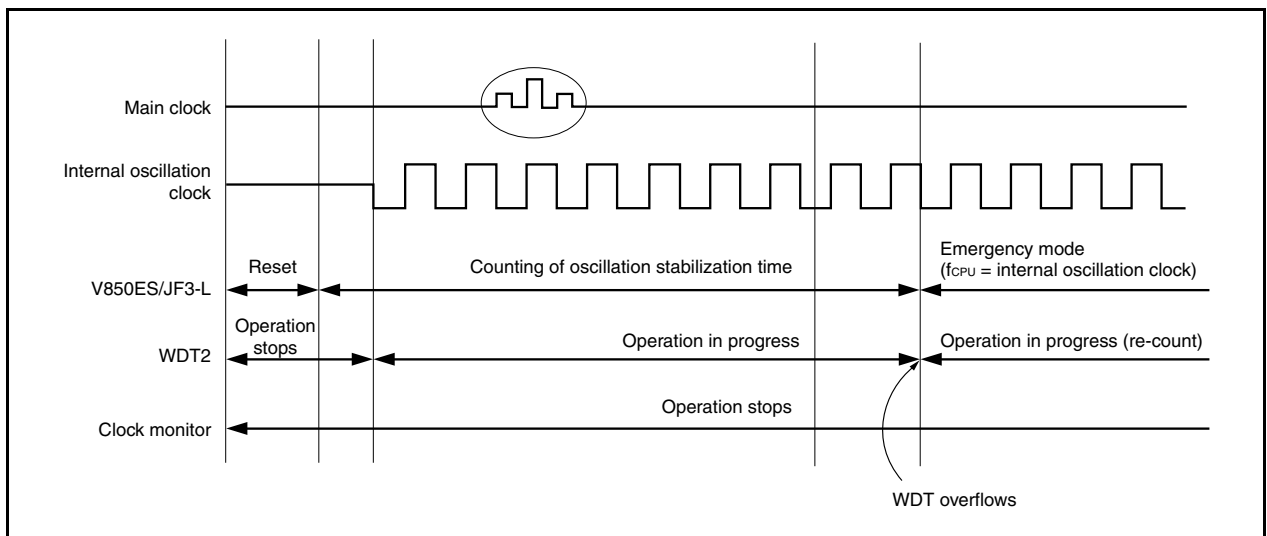 Main clock
Internal oscillation
clock
Emergency mode
Reset
Counting of oscillation stabilization time
(fCPU = internal oscillation clock)
V850ES/JF3-L
Operation
stops
WDT2
Operation in progress
Operation in progress (re-count)
Operation stops
Clock monitor
WDT overflows